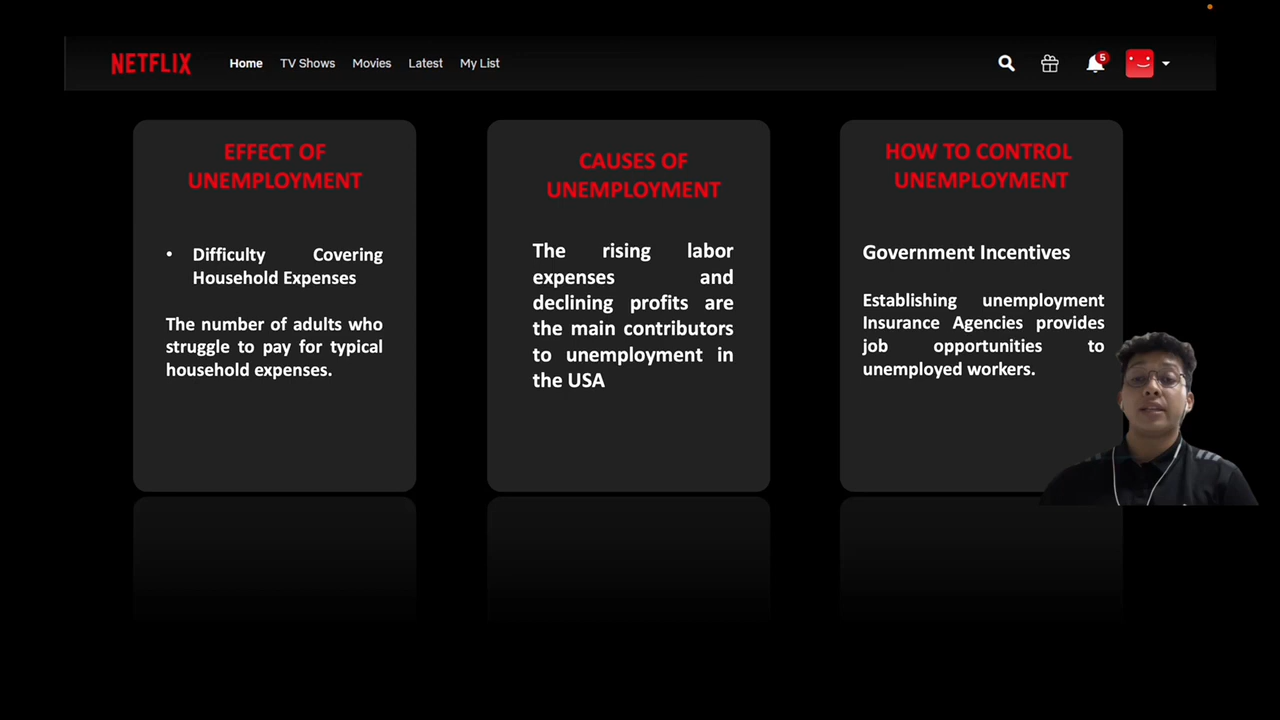 NETFLIX
Home TV Shows Movies Latest My List
5
EFFECT OF
UNEMPLOYMENT
• Difficulty Covering
Household Expenses
The number of adults who
struggle to pay for typical
household expenses.
CAUSES OF
UNEMPLOYMENT
The rising labor
expenses and
declining profits are
the main contributors
to unemployment in
the USA
HOW TO CONTROL
UNEMPLOYMENT
Government Incentives
Establishing unemployment
Insurance Agencies provides
job opportunities to
unemployed workers.